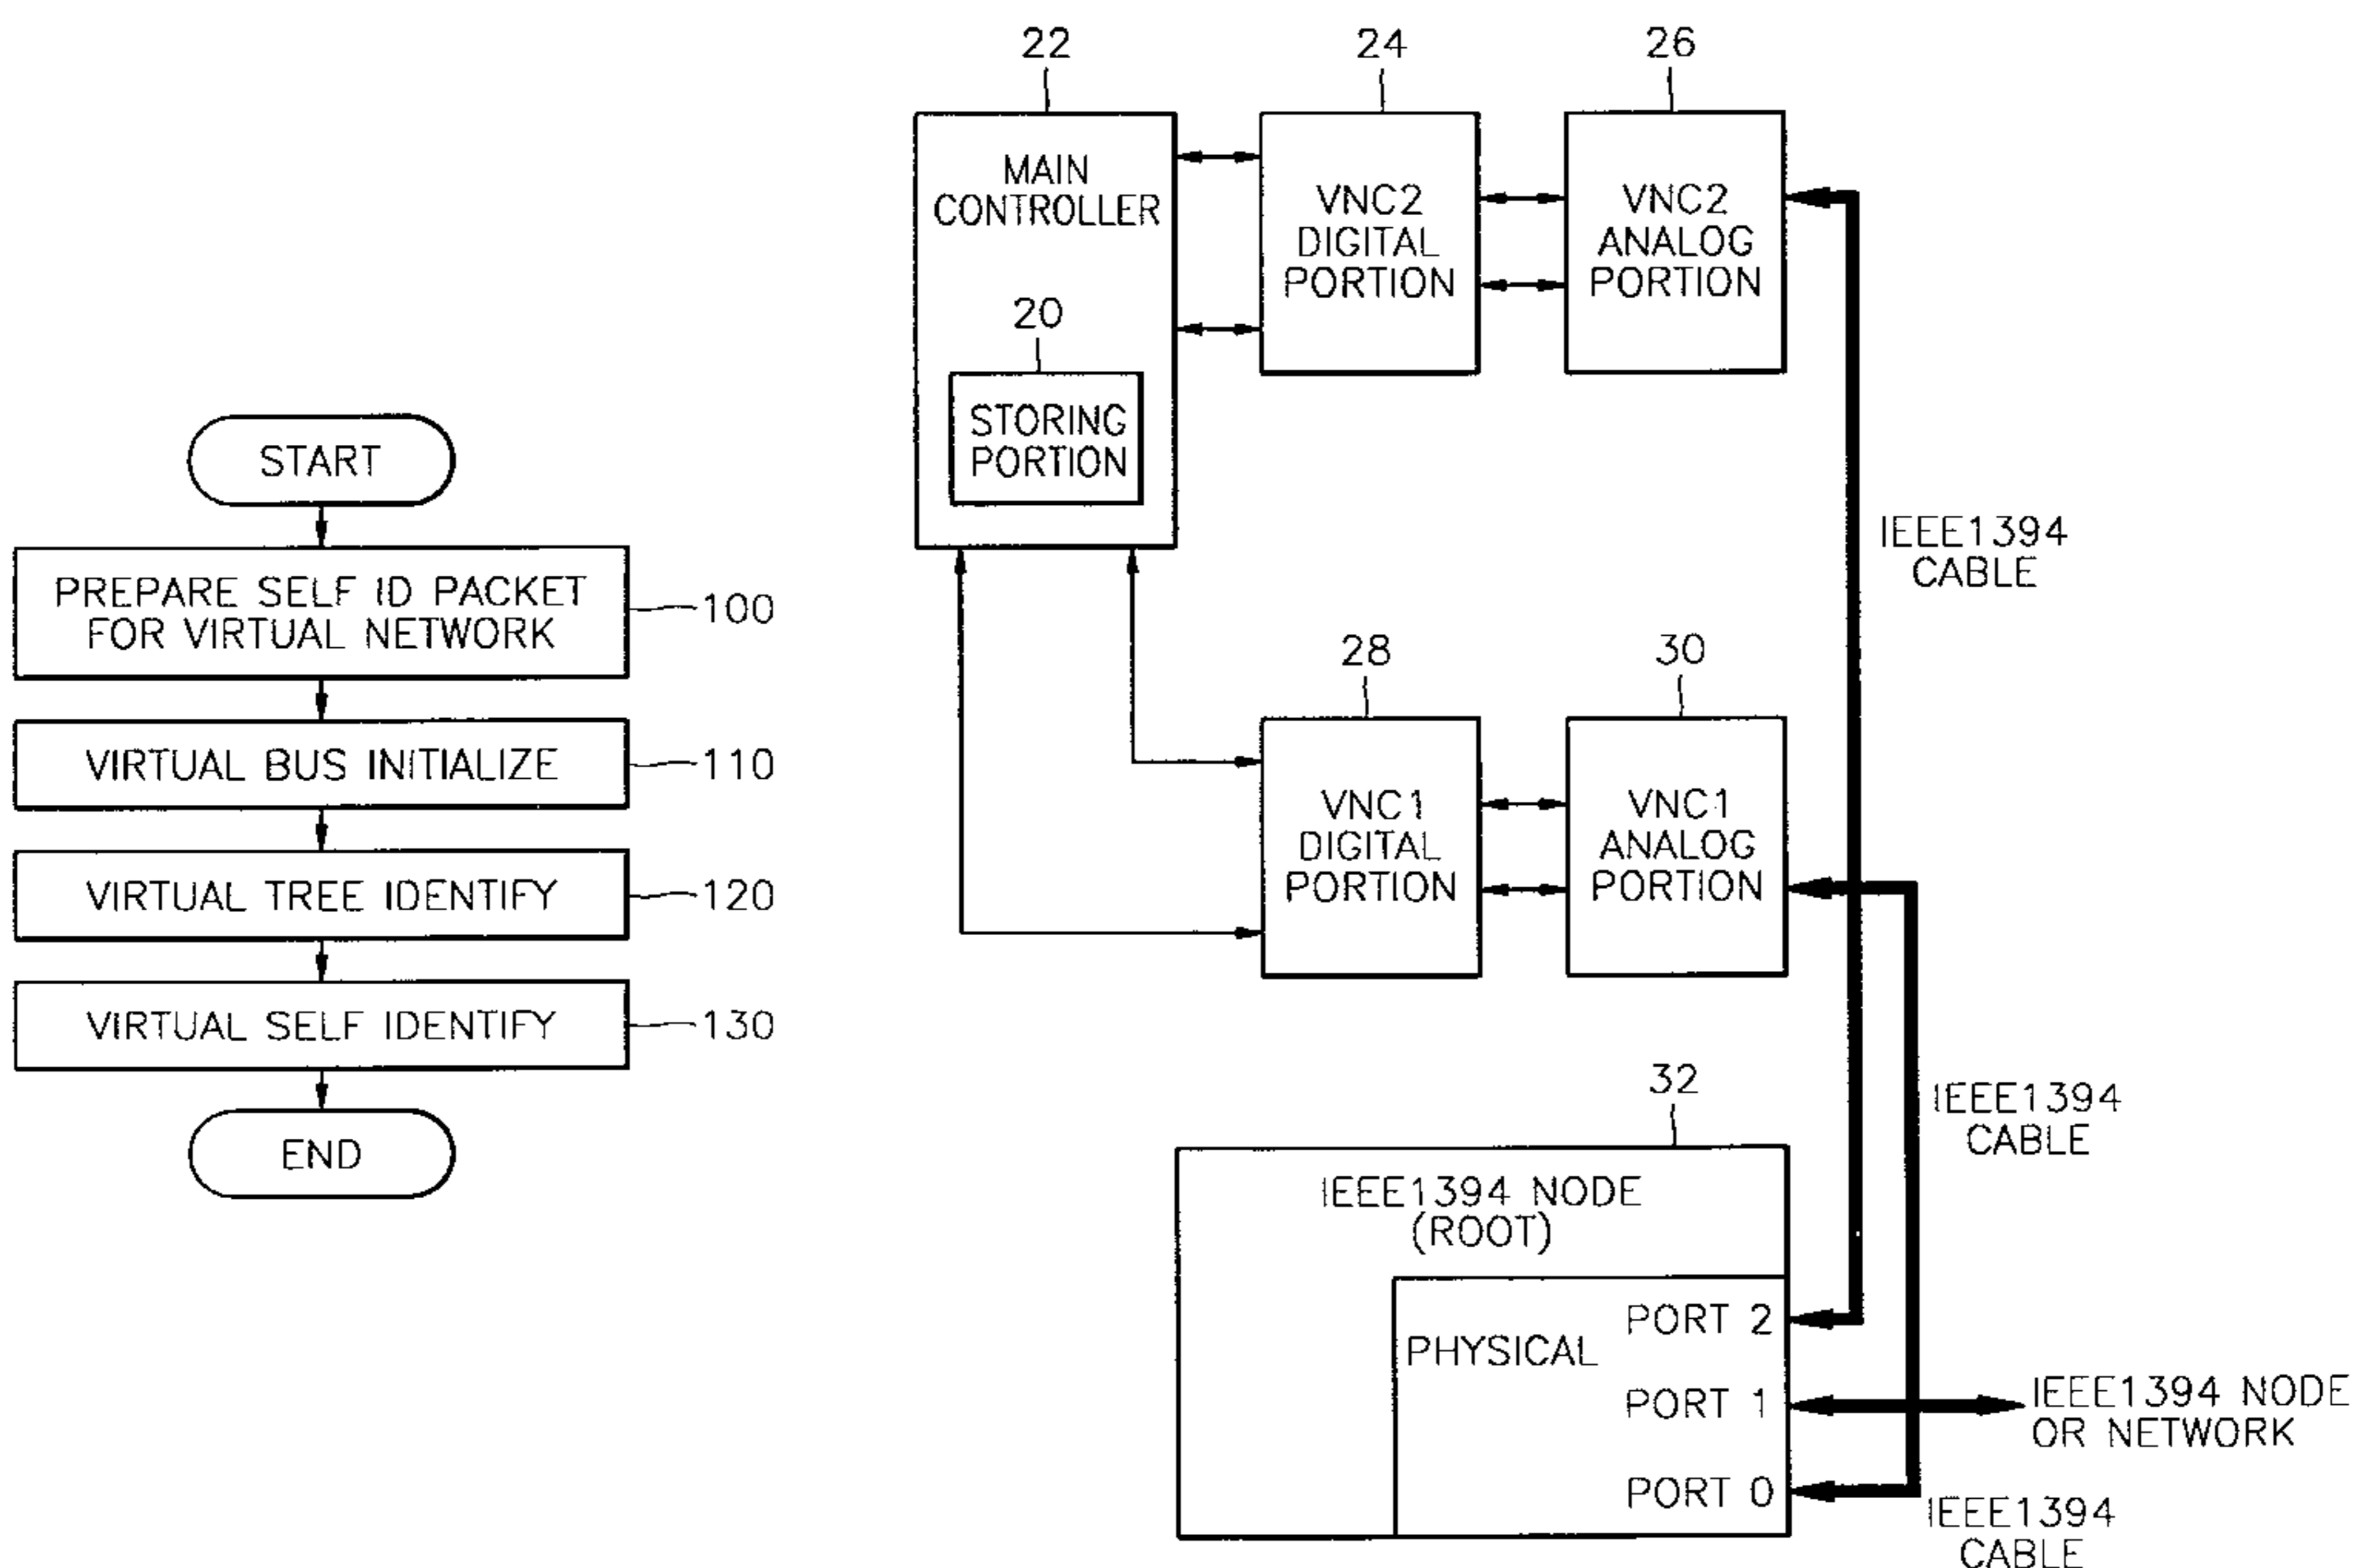 START
PREPARE SELF ID PACKET
FOR VIRTUAL NETWORK
100
VIRTUAL BUS INITIALIZE
110
VIRTUAL TREE IDENTIFY
120
VIRTUAL SELF IDENTIFY
130
END
22
24
26
MAIN
CONTROLLER
20
STORING
PORTION
VNC2
DIGITAL
PORTION
VNC2
ANALOG
PORTION
IEEE1394
CABLE
28
30
VNC1
DIGITAL
PORTION
VNC1
ANALOG
PORTION
IEEE1394
CABLE
32
IEEE1394 NODE
(ROOT)
PHYSICAL
PORT 2
PORT 1
PORT 0
IEEE1394 NODE
OR NETWORK
IEEE1394
CABLE